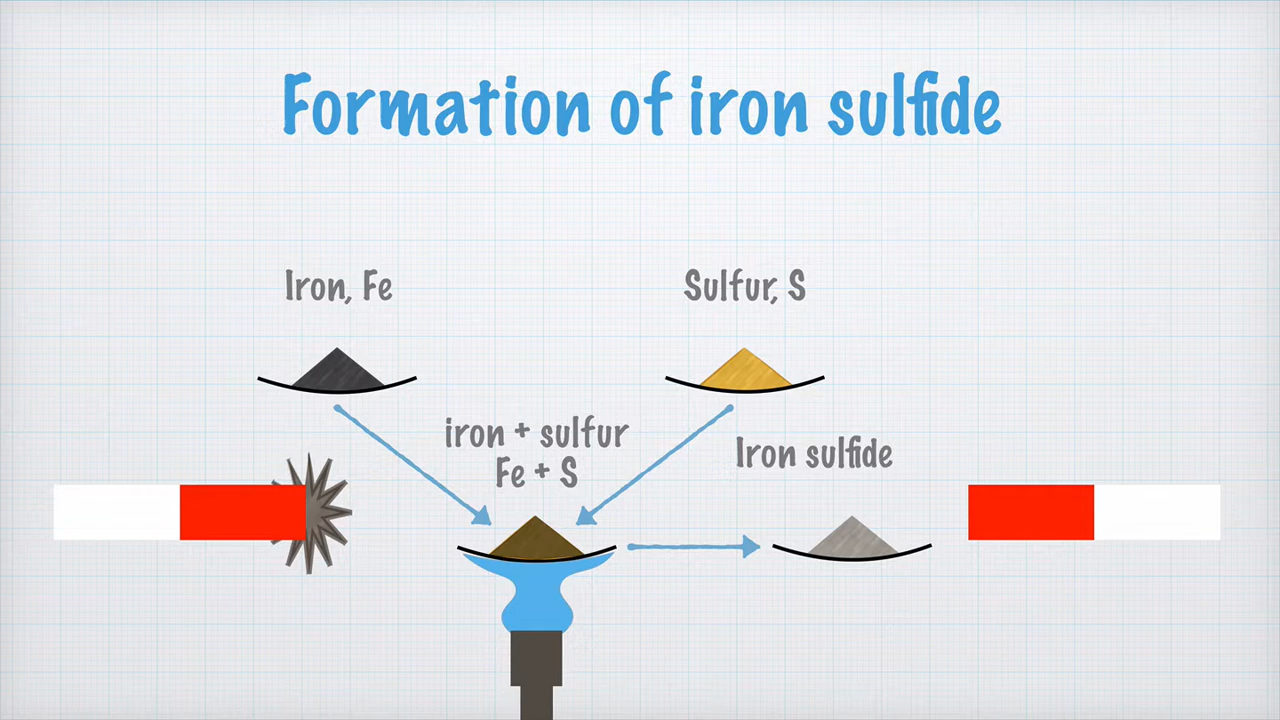 Formation of iron sulfide
Iron, Fe
Sulfur, S
iron + sulfur
Fe + S
Iron sulfide